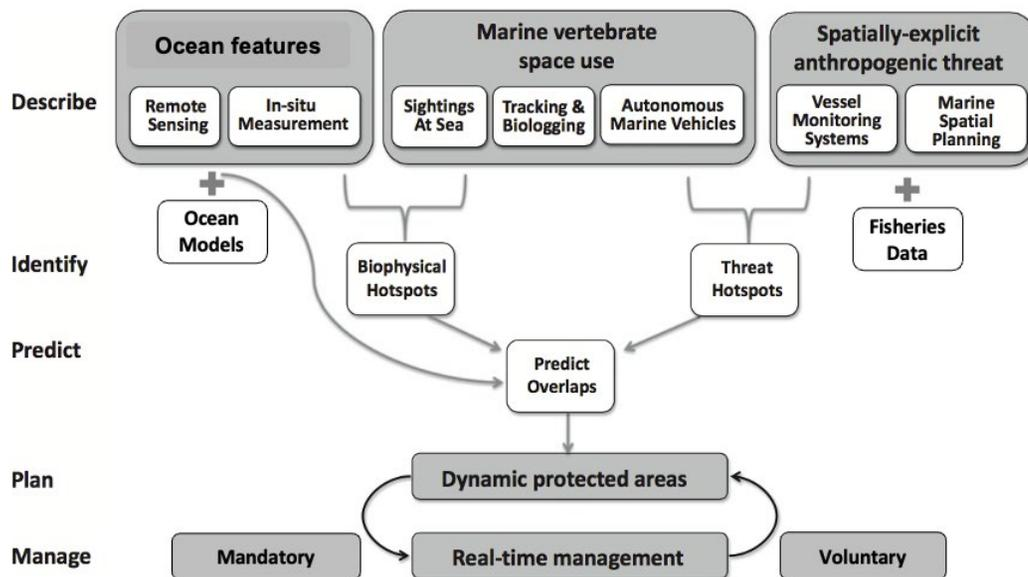 Ocean features
Marine vertebrate
space use
Spatially-explicit
anthropogenic threat
Describe
Remote
Sensing
In-situ
Measurement
Sightings
At Sea
Tracking &
Biologging
Autonomous
Marine Vehicles
Vessel
Monitoring
Systems
Marine
Spatial
Planning
Ocean
Models
Fisheries
Data
Identify
Biophysical
Hotspots
Threat
Hotspots
Predict
Predict
Overlaps
Plan
Dynamic protected areas
Manage
Mandatory
Real-time management
Voluntary